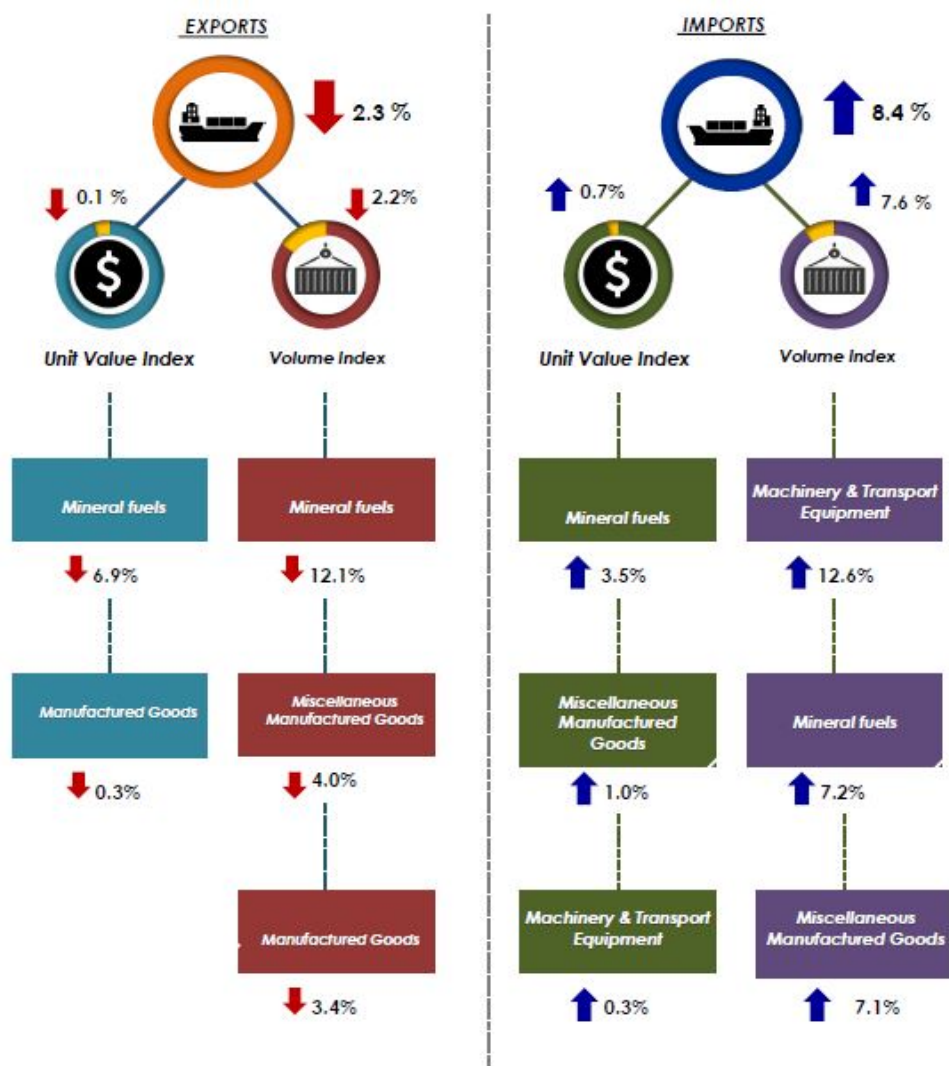 EXPORTS
2.3 %
0.1 %
2.2%
$
Unit Value Index
Volume Index
Mineral fuels
Mineral fuels
6.9%
12.1%
Manufactured Goods
Miscellaneous
Manufactured Goods
0.3%
4.0%
Manufactured Goods
3.4%
IMPORTS
8.4 %
0.7%
7.6 %
$
Unit Value Index
Volume Index
Mineral fuels
Machinery & Transport
Equipment
3.5%
12.6%
Miscellaneous
Manufactured
Goods
Mineral fuels
1.0%
7.2%
Machinery & Transport
Equipment
Miscellaneous
Manufactured Goods
0.3%
7.1%